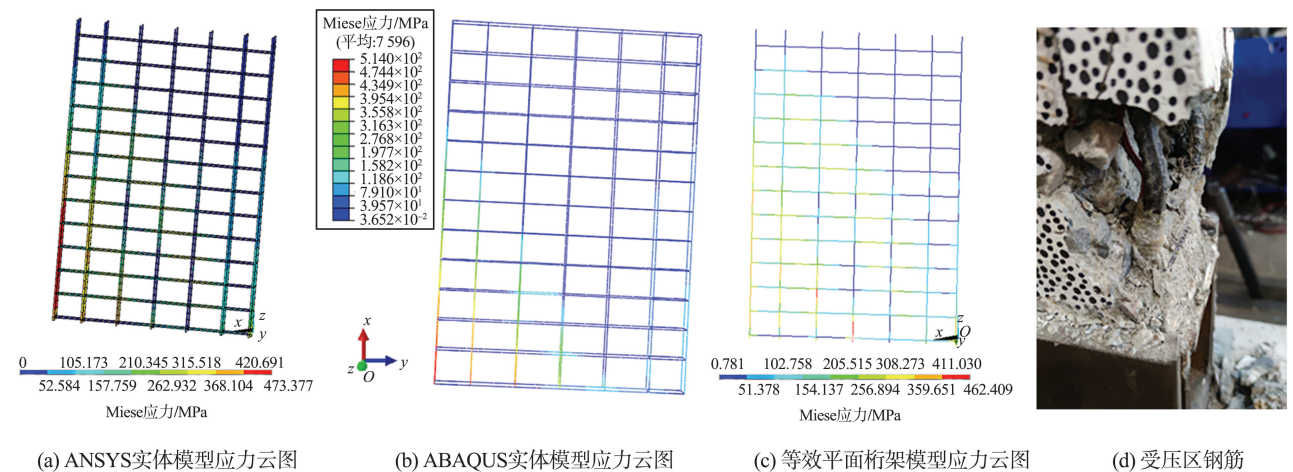 x
z
y
0
105.173
210.345
315.518
420.691
52.584
157.759
262.932
368.104
473.377
Miese应力/MPa
(a) ANSYS实体模型应力云图
Miese应力/MPa
(平均:7 596)
5.140×10²
4.744×10²
4.349×10²
3.954×10²
3.558×10²
3.163×10²
2.768×10²
1.977×10²
1.582×10²
1.186×10²
7.910×10¹
3.957×10¹
3.652×10⁻²
x
y
z
O
(b) ABAQUS实体模型应力云图
z
x
O
y
0.781
102.758
205.515
308.273
411.030
51.378
154.137
256.894
359.651
462.409
Miese应力/MPa
(c) 等效平面桁架模型应力云图
(d) 受压区钢筋